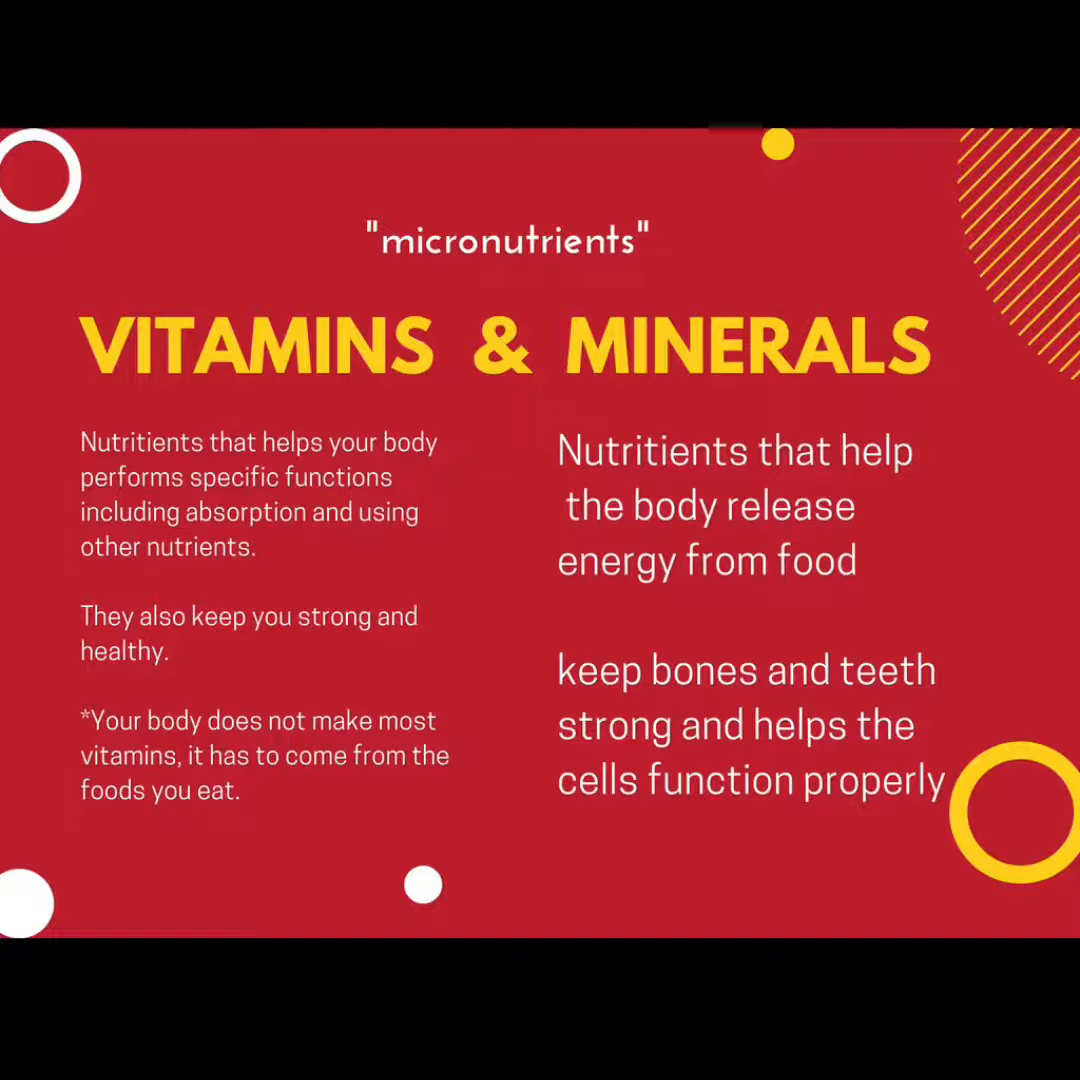 "micronutrients"
VITAMINS & MINERALS
Nutritients that helps your body
performs specific functions
including absorption and using
other nutrients.
They also keep you strong and
healthy.
*Your body does not make most
vitamins, it has to come from the
foods you eat.
Nutritients that help
the body release
energy from food
keep bones and teeth
strong and helps the
cells function properly